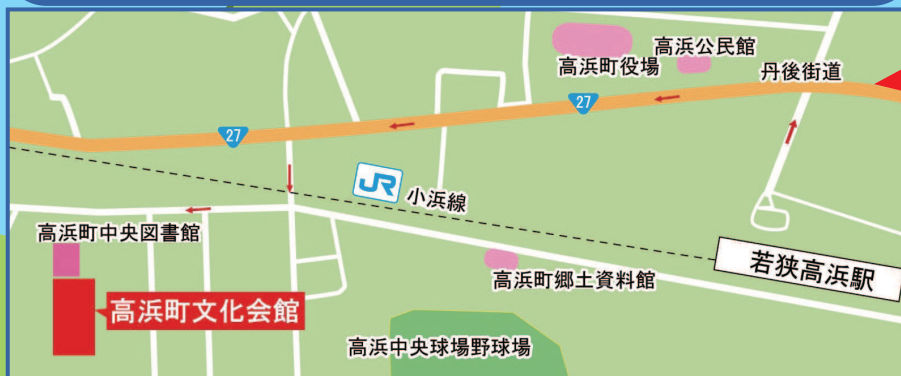 高浜公民館
高浜町役場
丹後街道
27
27
JR
小浜線
高浜町中央図書館
若狭高浜駅
高浜町郷土資料館
高浜町文化会館
高浜中央球場野球場